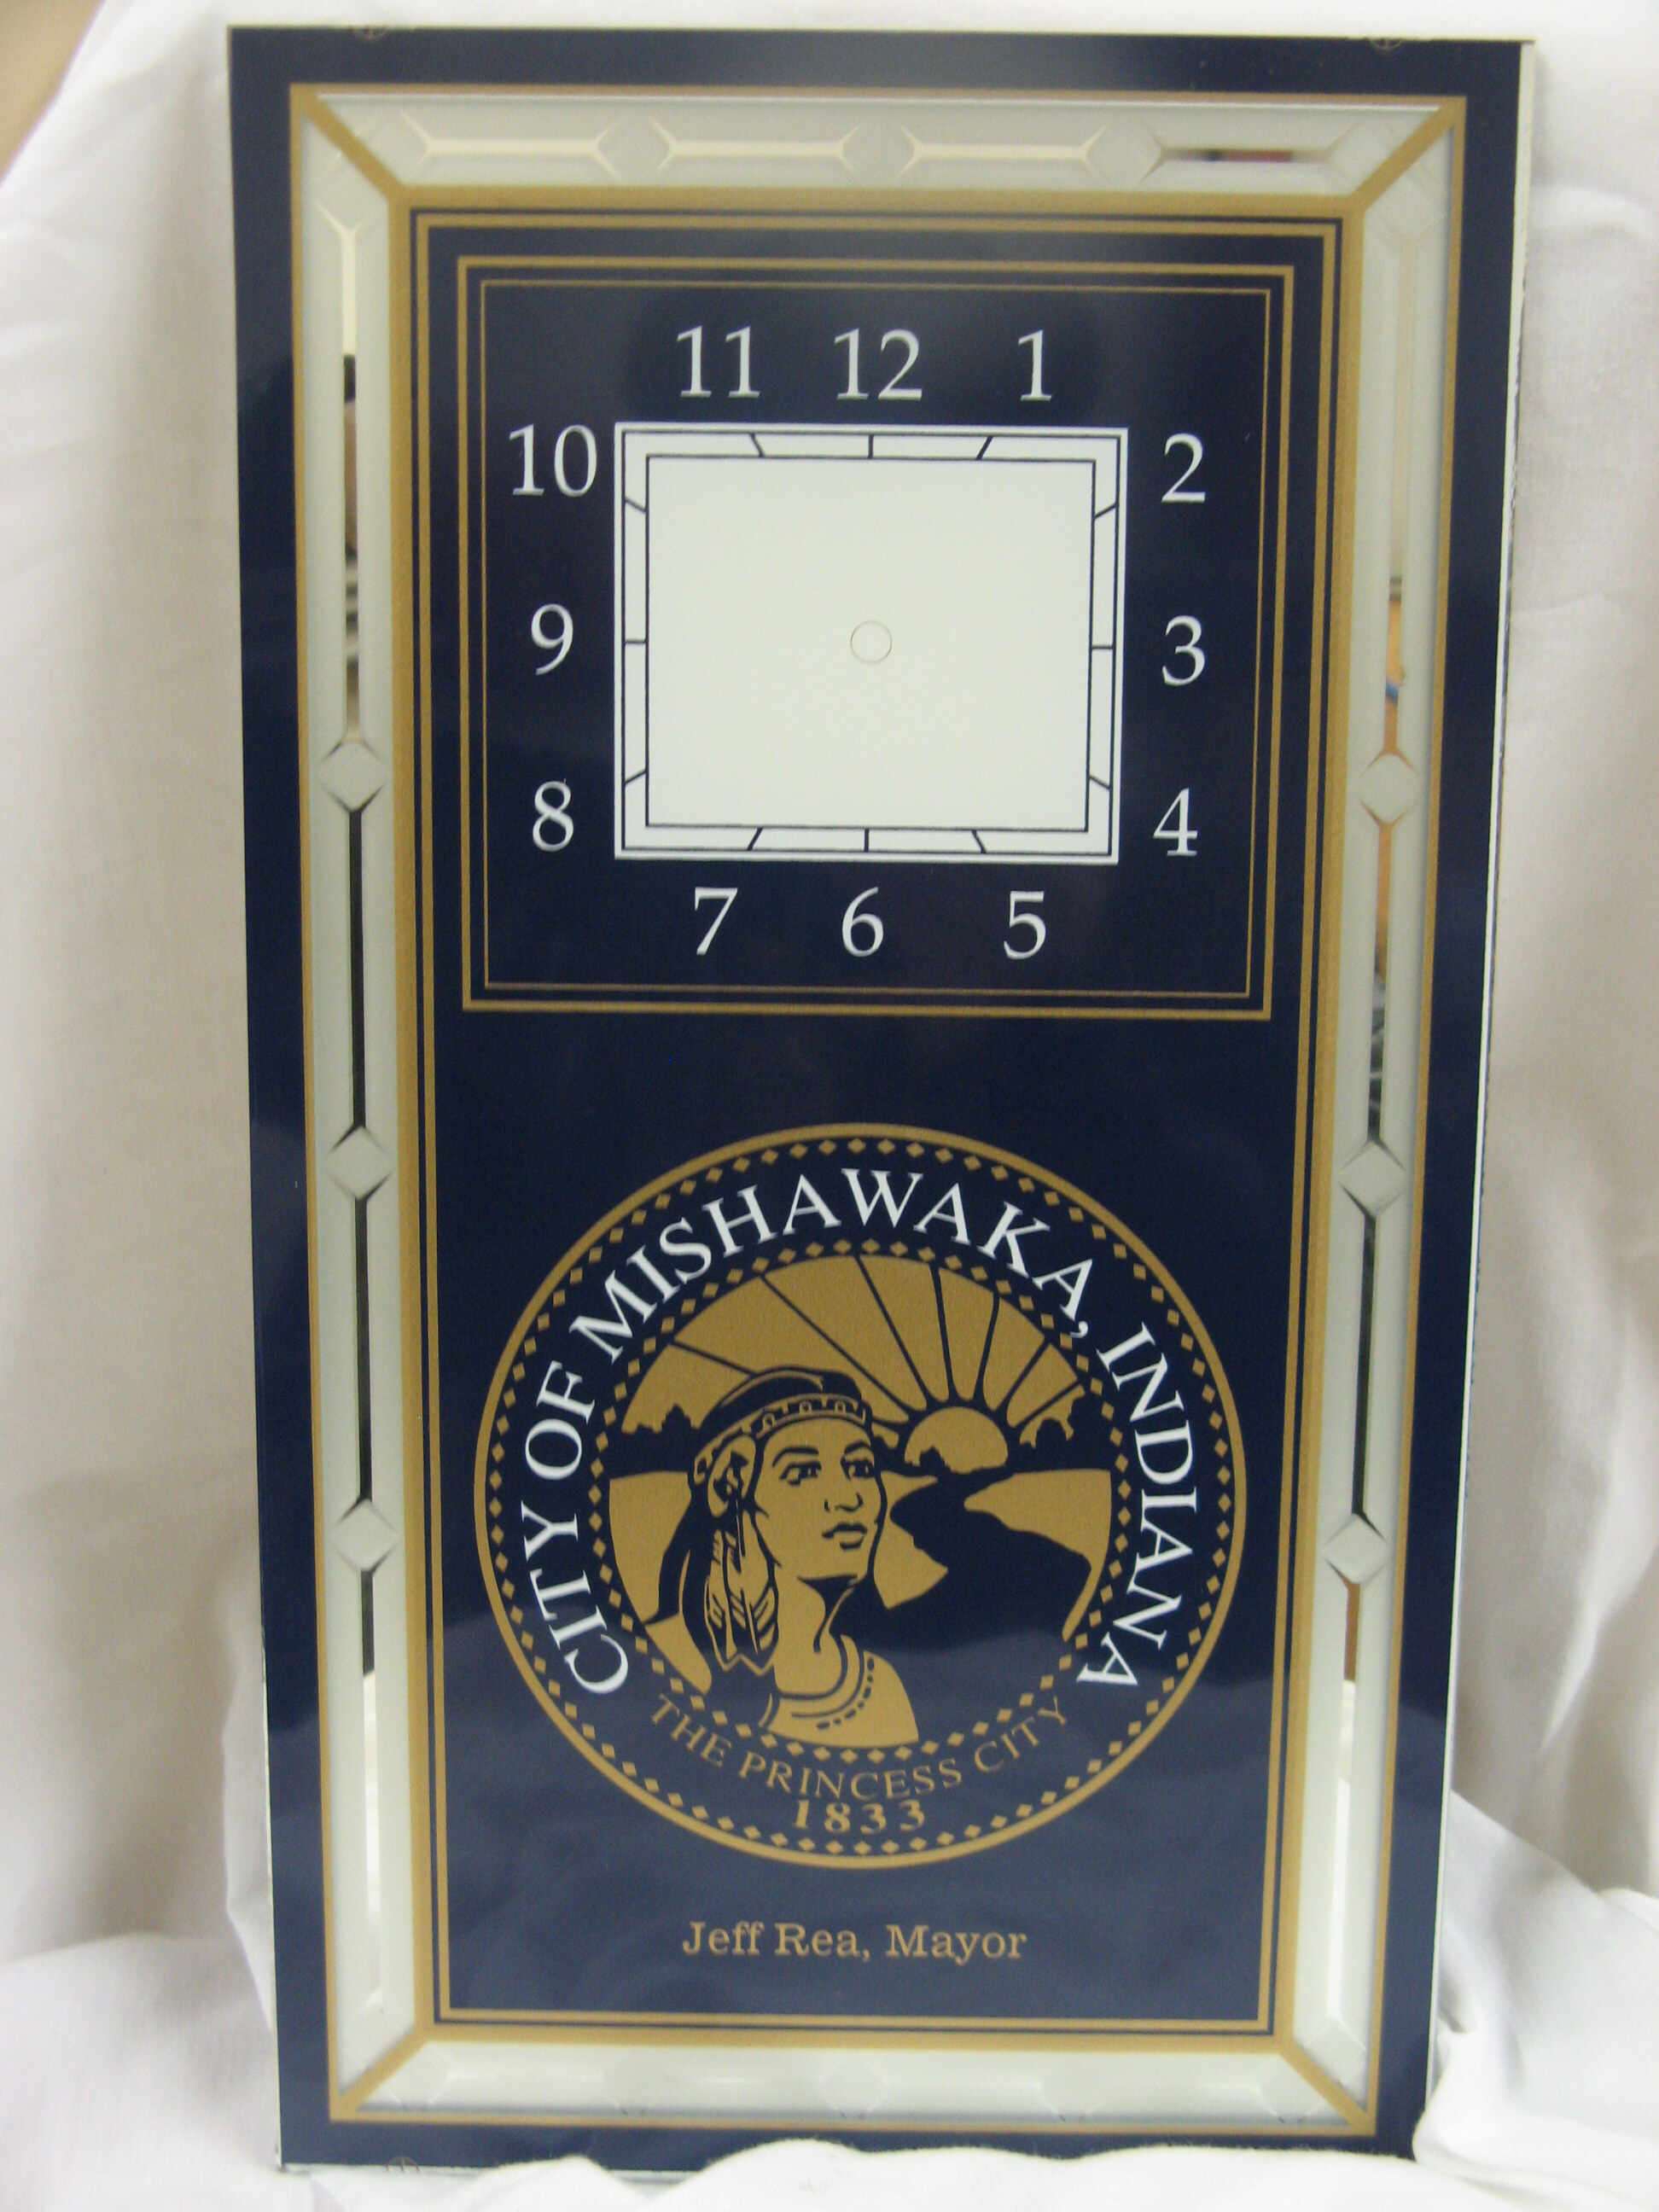 11 12 1
10 2
9 3
8 4
7 6 5
CITY OF MISHAWAKA, INDIANA
THE PRINCESS CITY
1833
Jeff Rea, Mayor